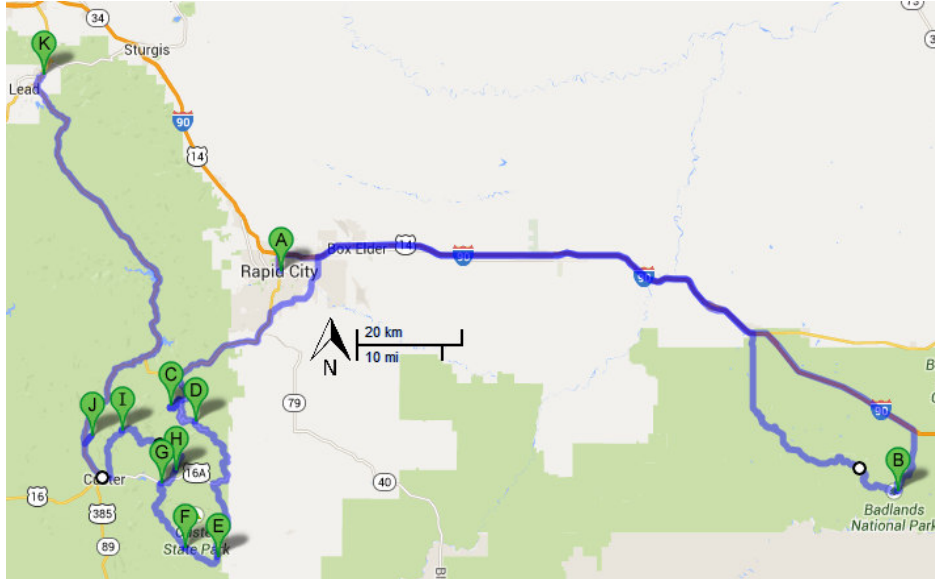 34
K
Sturgis
Lead
90
14
A
Rapid City
Box Elder
14
90
90
20 km
10 mi
N
C
D
79
J
I
90
H
G
16A
Custer
B
16
40
385
Badlands
National Park
F
E
Custer
State Park
89